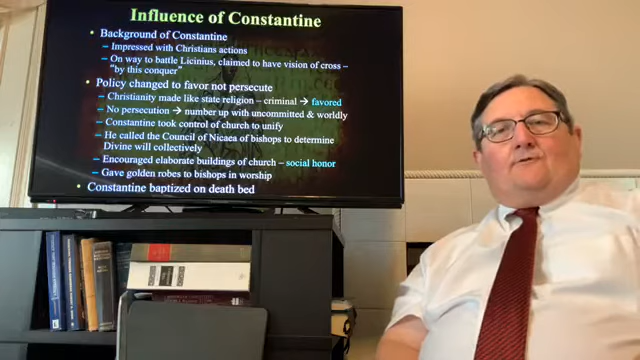 Influence of Constantine
• Background of Constantine
– Impressed with Christians actions
– On way to battle Licinius, claimed to have vision of cross –
"by this conquer"
• Policy changed to favor not persecute
– Christianity made like state religion – criminal → favored
– No persecution → number up with uncommitted & worldly
– Constantine took control of church to unify
– He called the Council of Nicaea of bishops to determine
Divine will collectively
– Encouraged elaborate buildings of church – social honor
– Gave golden robes to bishops in worship
• Constantine baptized on death bed